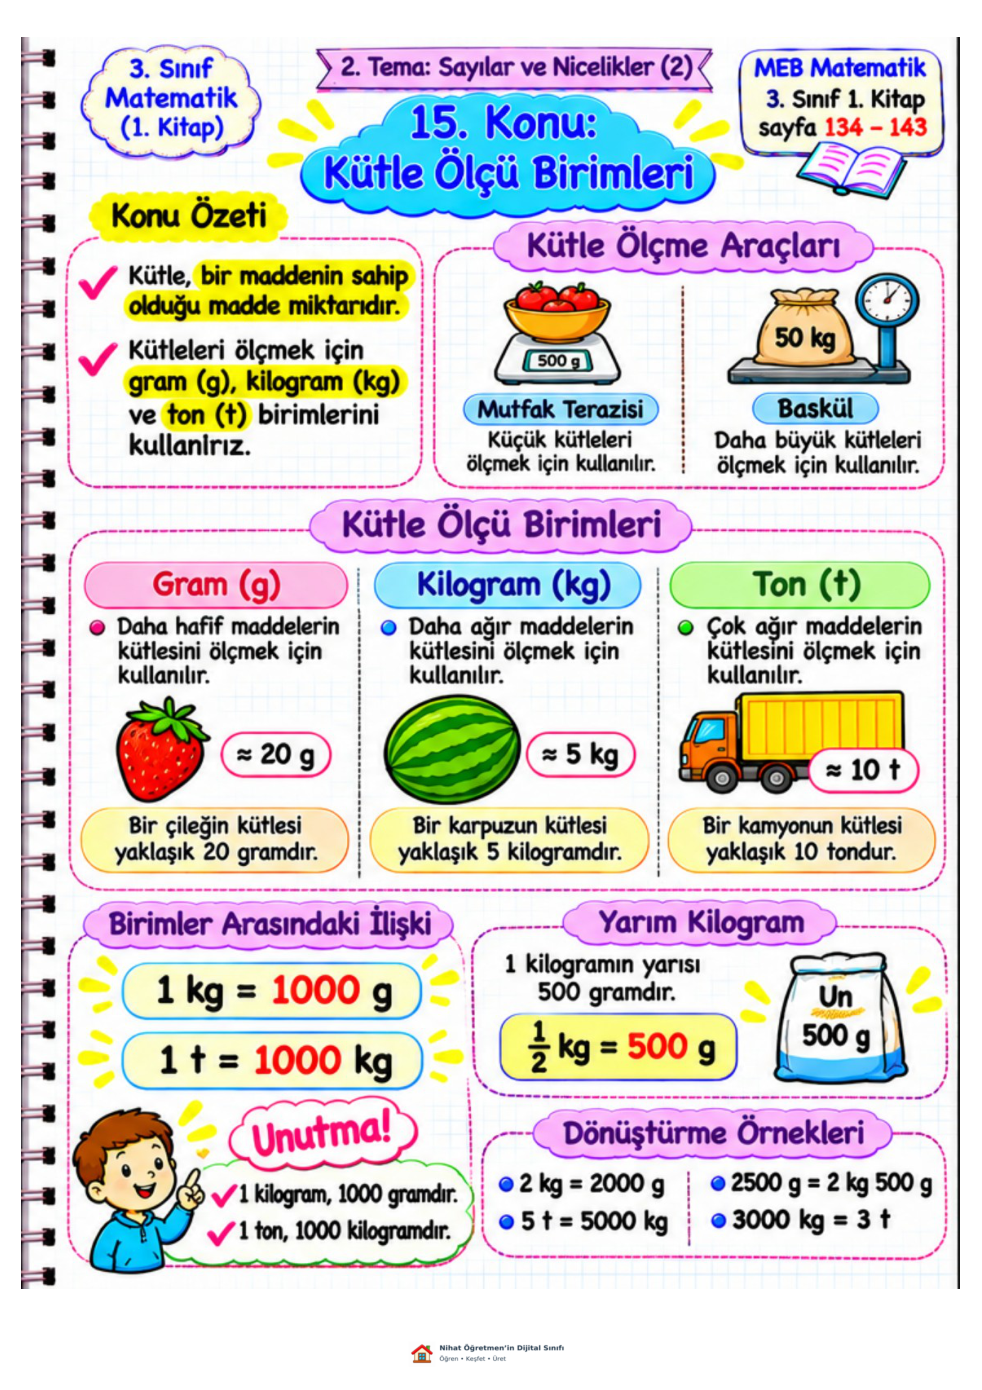 3. Sınıf
Matematik
(1. Kitap)
2. Tema: Sayılar ve Nicelikler (2)
15. Konu:
Kütle Ölçü Birimleri
MEB Matematik
3. Sınıf 1. Kitap
sayfa 134 – 143
Konu Özeti
Kütle, bir maddenin sahip
olduğu madde miktarıdır.
Kütleleri ölçmek için
gram (g), kilogram (kg)
ve ton (t) birimlerini
kullanırız.
Kütle Ölçme Araçları
500 g
Mutfak Terazisi
Küçük kütleleri
ölçmek için kullanılır.
50 kg
Baskül
Daha büyük kütleleri
ölçmek için kullanılır.
Kütle Ölçü Birimleri
Gram (g)
Daha hafif maddelerin
kütlesini ölçmek için
kullanılır.
≈ 20 g
Bir çileğin kütlesi
yaklaşık 20 gramdır.
Kilogram (kg)
Daha ağır maddelerin
kütlesini ölçmek için
kullanılır.
≈ 5 kg
Bir karpuzun kütlesi
yaklaşık 5 kilogramdır.
Ton (t)
Çok ağır maddelerin
kütlesini ölçmek için
kullanılır.
≈ 10 t
Bir kamyonun kütlesi
yaklaşık 10 tondur.
Birimler Arasındaki İlişki
1 kg = 1000 g
1 t = 1000 kg
Unutma!
1 kilogram, 1000 gramdır.
1 ton, 1000 kilogramdır.
Yarım Kilogram
1 kilogramın yarısı
500 gramdır.
1/2 kg = 500 g
Un
500 g
Dönüştürme Örnekleri
2 kg = 2000 g
5 t = 5000 kg
2500 g = 2 kg 500 g
3000 kg = 3 t
Nihat Öğretmen'in Dijital Sınıfı
Öğren • Keşfet • Üret